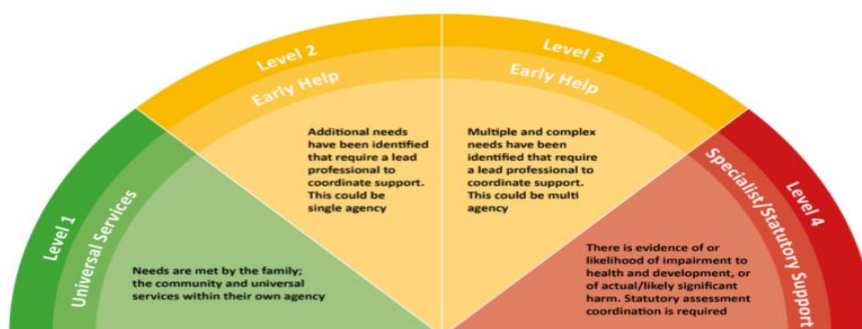 Level 1
Universal Services
Needs are met by the family;
the community and universal
services within their own agency
Level 2
Early Help
Additional needs
have been identified
that require a lead
professional to
coordinate support.
This could be
single agency
Level 3
Early Help
Multiple and complex
needs have been
identified that require
a lead professional to
coordinate support.
This could be multi
agency
Level 4
Specialist/Statutory Support
There is evidence of or
likelihood of impairment to
health and development, or
of actual/likely significant
harm. Statutory assessment
coordination is required